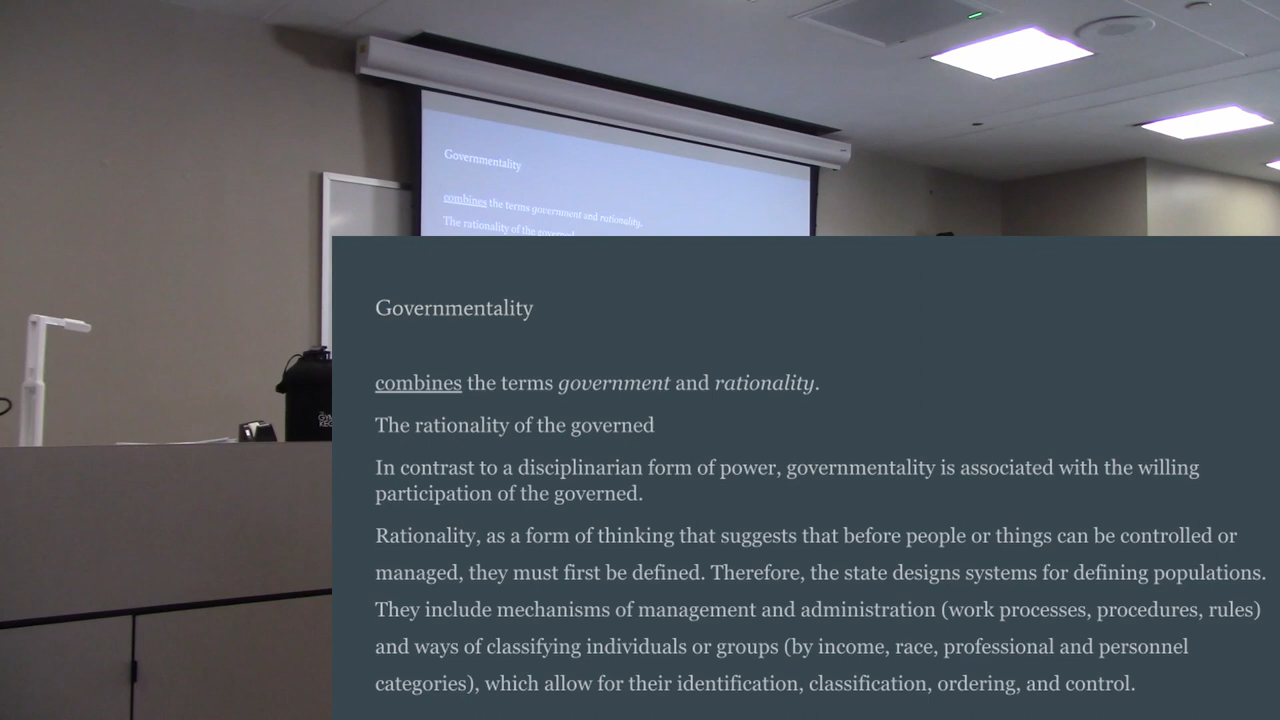 Governmentality
combines the terms government and rationality.
The rationality of the governed
Governmentality
combines the terms government and rationality.
The rationality of the governed
In contrast to a disciplinarian form of power, governmentality is associated with the willing
participation of the governed.
Rationality, as a form of thinking that suggests that before people or things can be controlled or
managed, they must first be defined. Therefore, the state designs systems for defining populations.
They include mechanisms of management and administration (work processes, procedures, rules)
and ways of classifying individuals or groups (by income, race, professional and personnel
categories), which allow for their identification, classification, ordering, and control.